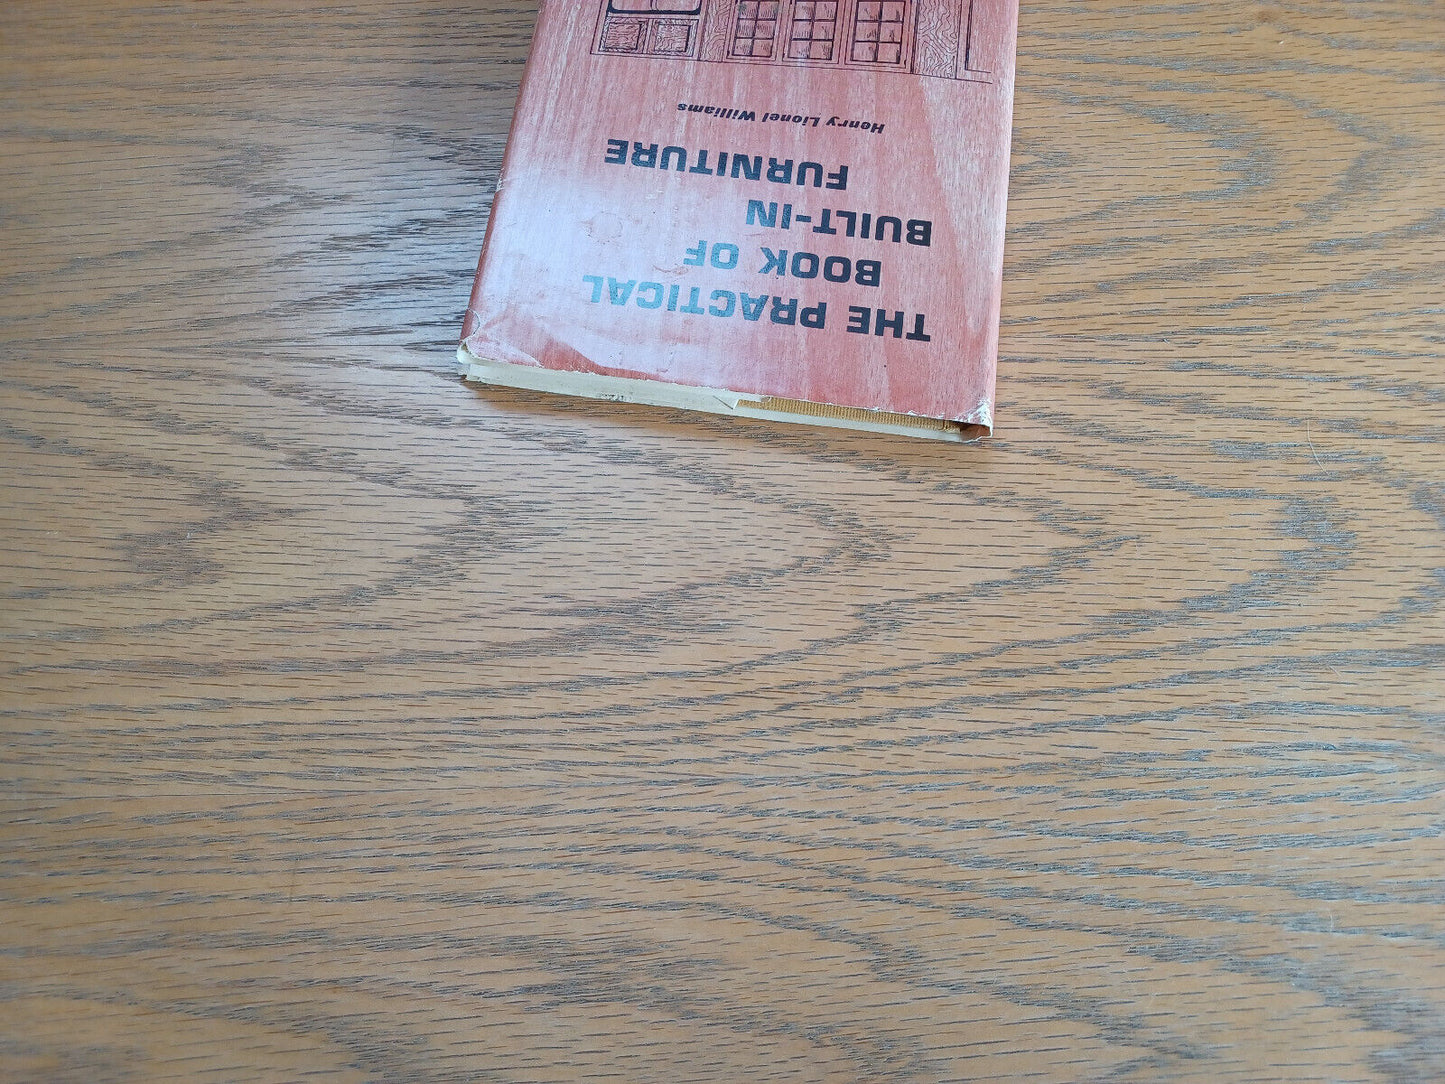 THE PRACTICAL
BOOK OF
BUILT-IN
FURNITURE
Henry Lionel Williams